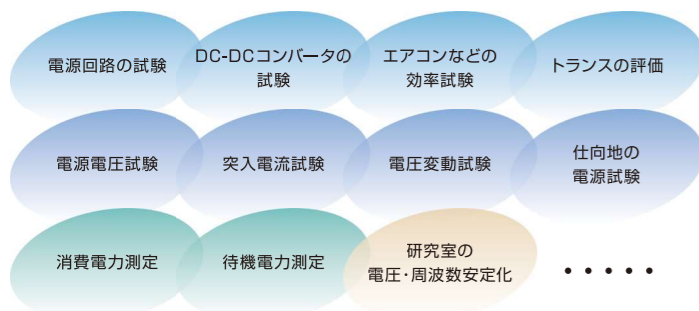 電源回路の試験
DC-DCコンバータの
試験
エアコンなどの
効率試験
トランスの評価
電源電圧試験
突入電流試験
電圧変動試験
仕向地の
電源試験
消費電力測定
待機電力測定
研究室の
電圧・周波数安定化
・・・・・